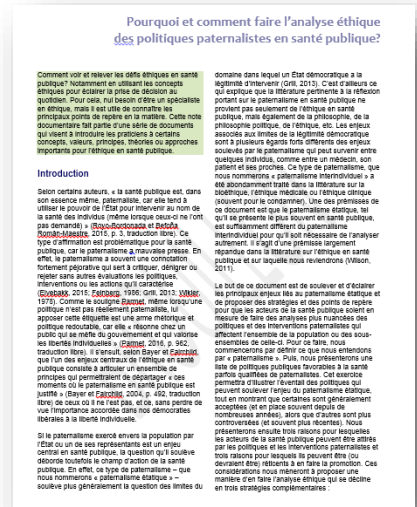 Pourquoi et comment faire l'analyse éthique
des politiques paternalistes en santé publique?
Comment voir et relever les défis éthiques en santé
publique? Notamment en utilisant les concepts
éthiques pour éclairer la prise de décision au
quotidien. Pour cela, nul besoin d'être un spécialiste
en éthique, mais il est utile de connaître les
principaux points de repère en la matière. Cette note
documentaire fait partie d'une série de documents
qui visent à introduire les praticiens à certains
concepts, valeurs, principes, théories ou approches
importants pour l'éthique en santé publique.
Introduction
Selon certains auteurs, « la santé publique est, dans
son essence même, paternaliste, car elle tend à
utiliser le pouvoir de l'État pour intervenir au nom de
la santé des individus (même lorsque ceux-ci ne l'ont
pas demandé) » (Royo-Bordonada et Beфоña
Román-Maestre, 2015, p. 3, traduction libre). Ce
type d'affirmation est problématique pour la santé
publique, car le paternalisme a mauvaise presse. En
effet, le paternalisme a souvent une connotation
fortement péjorative qui sert à critiquer, dénigrer ou
rejeter sans autres évaluations les politiques,
interventions ou les actions qu'il caractérise
(Elvebakk, 2015; Feinberg, 1986; Grill, 2013; Wikler,
1978). Comme le souligne Parmet, même lorsqu'une
politique n'est pas réellement paternaliste, lui
apposer cette étiquette est une arme rhétorique et
politique redoutable, car elle « résonne chez un
public qui se méfie du gouvernement et qui valorise
les libertés individuelles » (Parmet, 2016, p. 962,
traduction libre). Il s'ensuit, selon Bayer et Fairchild,
que l'un des enjeux centraux de l'éthique en santé
publique consiste à articuler un ensemble de
principes qui permettraient de départager « ces
moments où le paternalisme en santé publique est
justifié » (Bayer et Fairchild, 2004, p. 492, traduction
libre) de ceux où il ne l'est pas, et ce, sans perdre de
vue l'importance accordée dans nos démocraties
libérales à la liberté individuelle.
Si le paternalisme exercé envers la population par
l'État ou un de ses représentants est un enjeu
central en santé publique, la question qu'il soulève
déborde toutefois le champ d'action de la santé
publique. En effet, ce type de paternalisme – que
nous nommerons « paternalisme étatique » –
soulève plus généralement la question des limites du
domaine dans lequel un État démocratique a la
légitimité d'intervenir (Grill, 2013). C'est d'ailleurs ce
qui explique que la littérature pertinente à la réflexion
portant sur le paternalisme en santé publique ne
provient pas seulement de l'éthique en santé
publique, mais également de la philosophie, de la
philosophie politique, de l'éthique, etc. Les enjeux
associés aux limites de la légitimité démocratique
sont à plusieurs égards forts différents des enjeux
soulevés par le paternalisme qui peut survenir entre
quelques individus, comme entre un médecin, son
patient et ses proches. Ce type de paternalisme, que
nous nommerons « paternalisme interindividuel » a
été abondamment traité dans la littérature sur la
bioéthique, l'éthique médicale ou l'éthique clinique
(souvent pour le condamner). Une des prémisses de
ce document est que le paternalisme étatique, tel
qu'il se présente le plus souvent en santé publique,
est suffisamment différent du paternalisme
interindividuel pour qu'il soit nécessaire de l'analyser
autrement. Il s'agit d'une prémisse largement
répandue dans la littérature sur l'éthique en santé
publique et sur laquelle nous reviendrons (Wilson,
2011).
Le but de ce document est de soulever et d'éclairer
les principaux enjeux liés au paternalisme étatique et
de proposer des stratégies et des points de repère
pour que les acteurs de la santé publique soient en
mesure de faire des analyses plus nuancées des
politiques et des interventions paternalistes qui
affectent l'ensemble de la population ou des sous-
ensembles de celle-ci. Pour ce faire, nous
commencerons par définir ce que nous entendons
par « paternalisme ». Puis, nous présenterons une
liste de politiques publiques favorables à la santé
parfois qualifiées de paternalistes. Cet exercice
permettra d'illustrer l'éventail des politiques qui
peuvent soulever l'enjeu du paternalisme étatique,
tout en montrant que certaines sont généralement
acceptées (et en place souvent depuis de
nombreuses années), alors que d'autres sont plus
controversées (et souvent plus récentes). Nous
présenterons ensuite trois raisons pour lesquelles
les acteurs de la santé publique peuvent être attirés
par les politiques et les interventions paternalistes et
trois raisons pour lesquels ils peuvent être (ou
devraient être) réticents à en faire la promotion. Ces
considérations nous mèneront à proposer une
manière d'en faire l'analyse éthique qui se décline
en trois stratégies complémentaires :